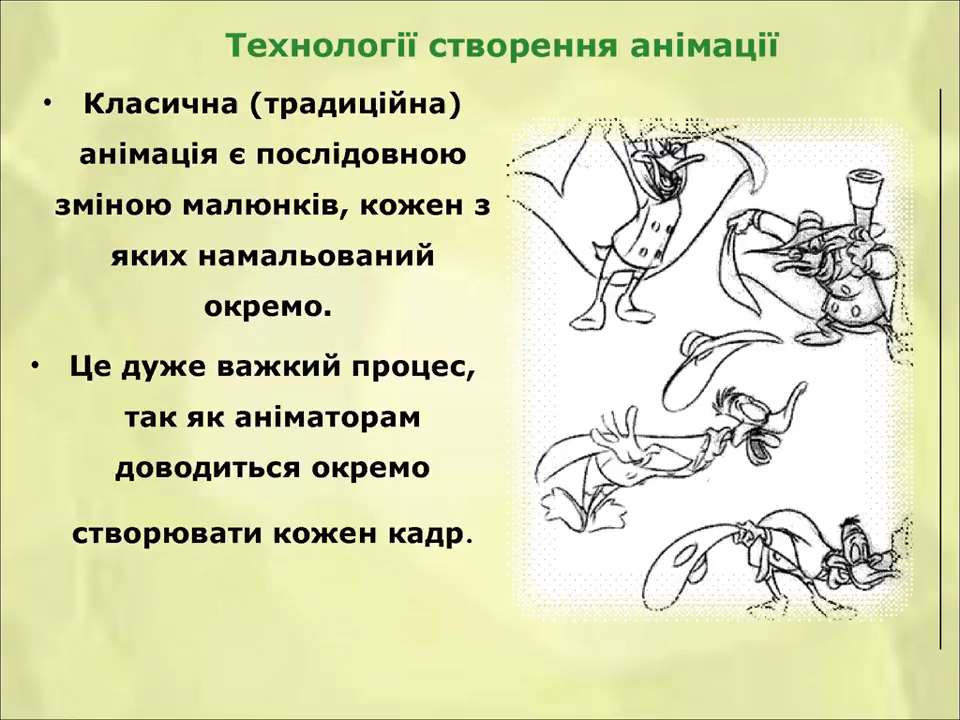 Технології створення анімації
• Класична (традиційна)
анімація є послідовною
зміною малюнків, кожен з
яких намальований
окремо.
• Це дуже важкий процес,
так як аніматорам
доводиться окремо
створювати кожен кадр.